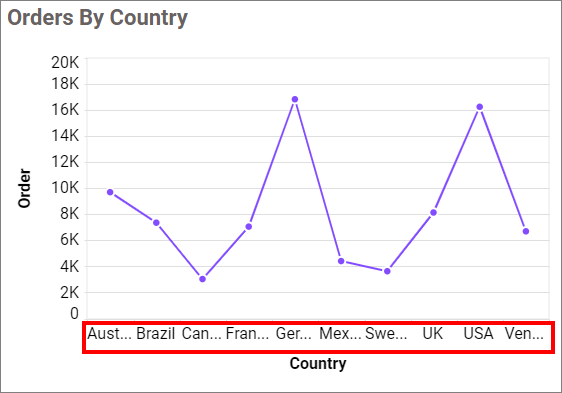 Orders By Country
20K
18K
16K
14K
12K
10K
8K
6K
4K
2K
0
Order
Aust... Brazil Can... Fran... Ger... Mex... Swe... UK USA Ven...
Country